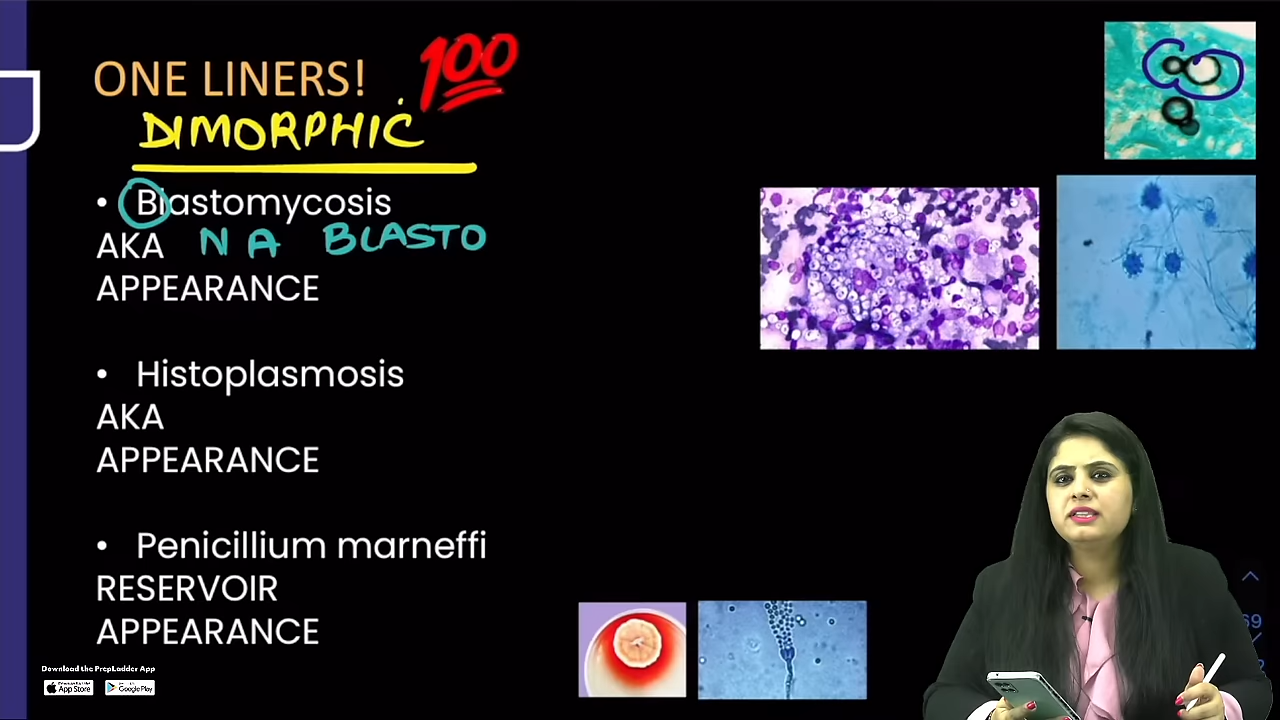 ONE LINERS! 100
DIMORPHIC
• Blastomycosis
AKA N A BLASTO
APPEARANCE
• Histoplasmosis
AKA
APPEARANCE
• Penicillium marneffi
RESERVOIR
APPEARANCE
Download the PrepLadder App
App Store Google Play
69